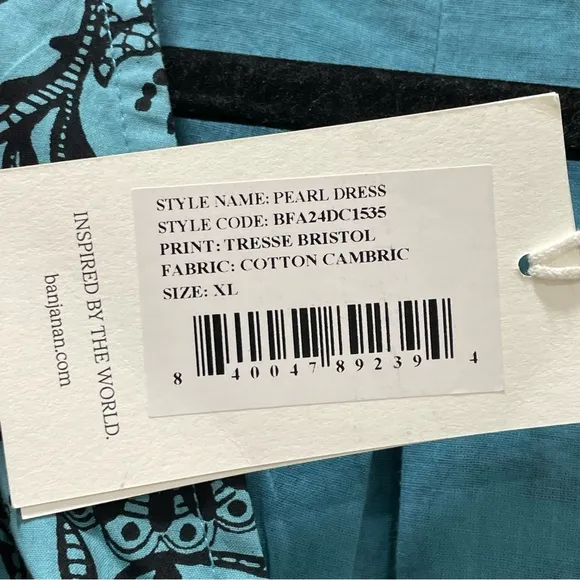 STYLE NAME: PEARL DRESS
STYLE CODE: BFA24DC1535
PRINT: TRESSE BRISTOL
FABRIC: COTTON CAMBRIC
SIZE: XL
8 40047 89239 4
INSPIRED BY THE WORLD.
banjanan.com